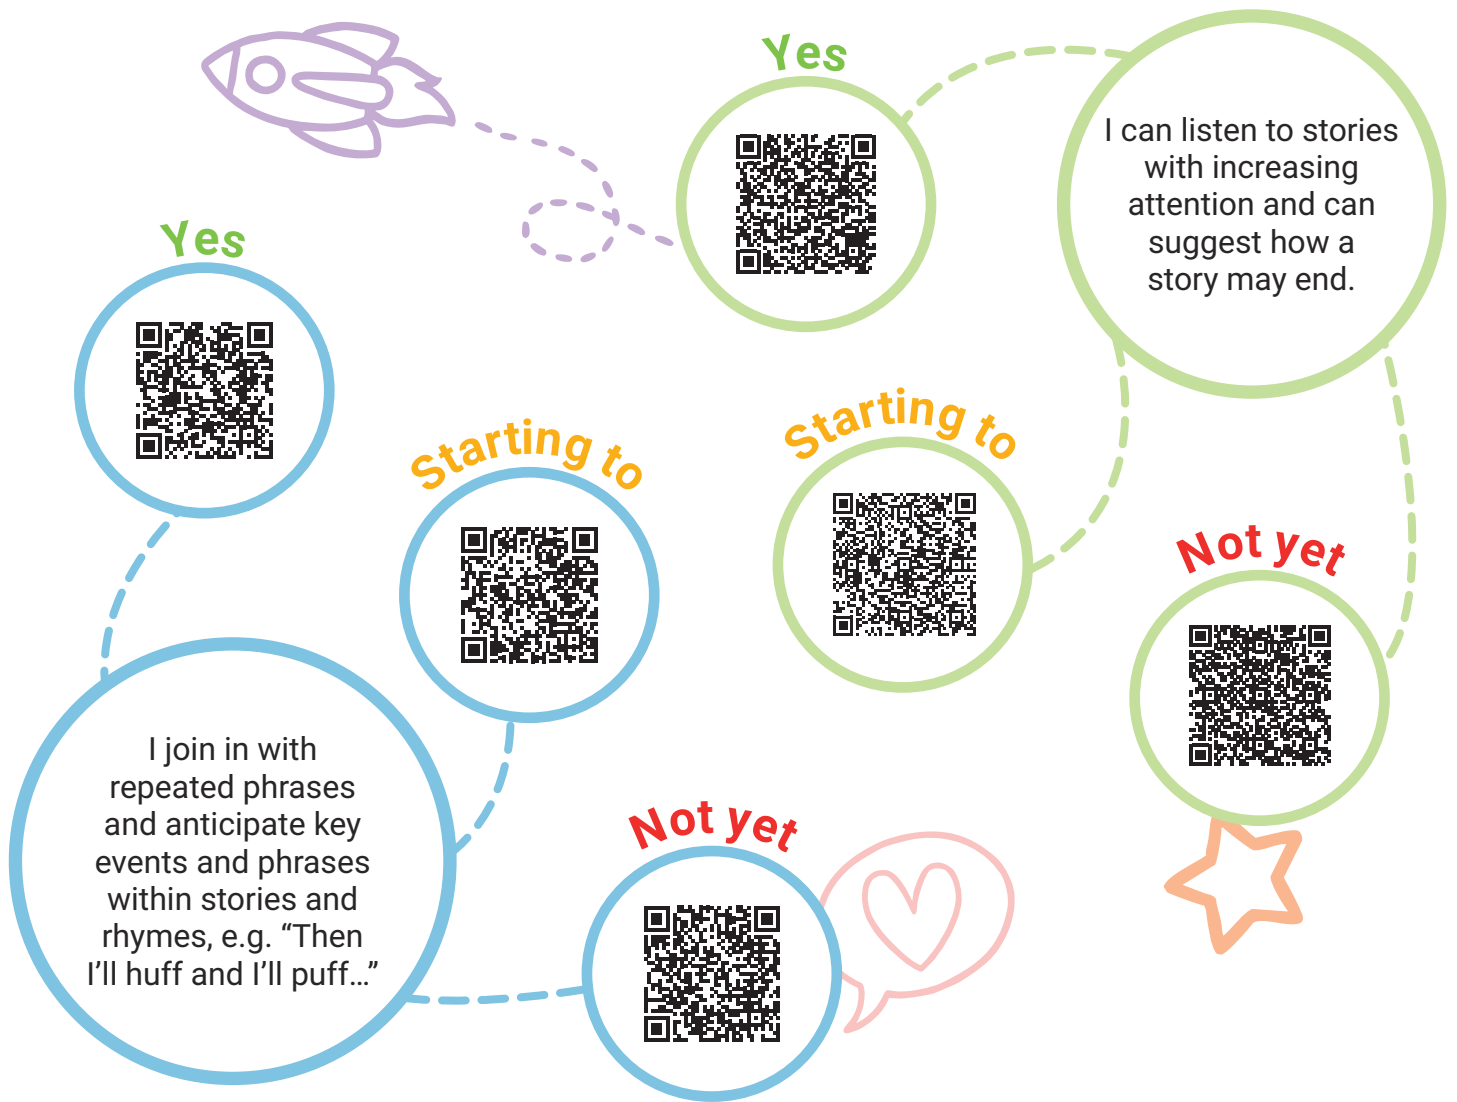 Yes
I can listen to stories
with increasing
attention and can
suggest how a
story may end.
Yes
Starting to
Starting to
Not yet
I join in with
repeated phrases
and anticipate key
events and phrases
within stories and
rhymes, e.g. “Then
I’ll huff and I’ll puff…”
Not yet